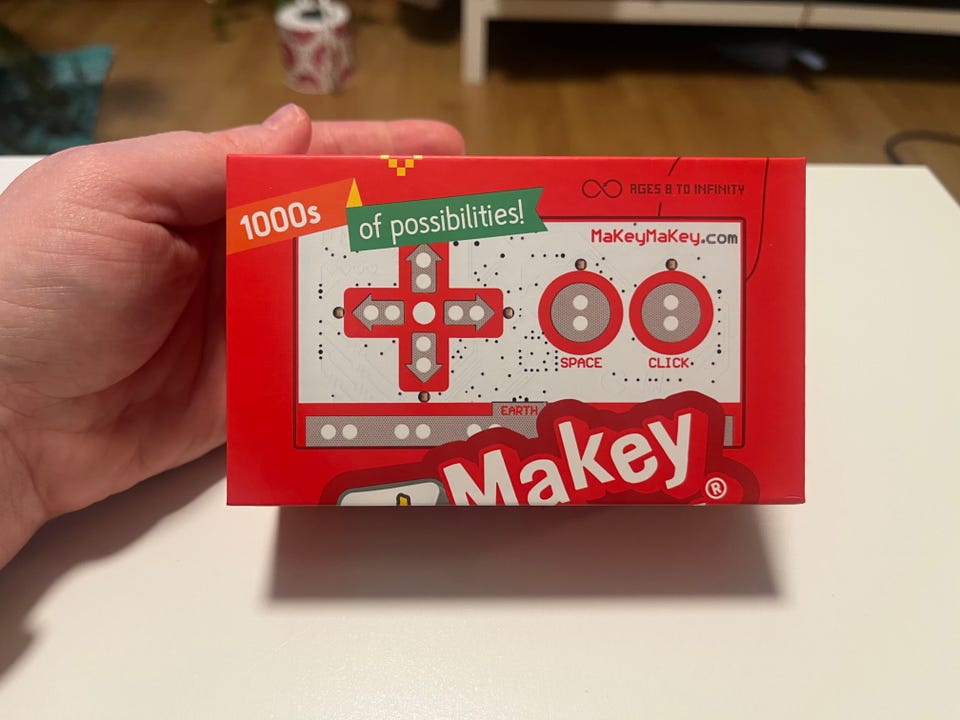 1000s
of possibilities!
AGES 8 TO INFINITY
MaKeyMaKey.com
SPACE
CLICK
EARTH
Makey®